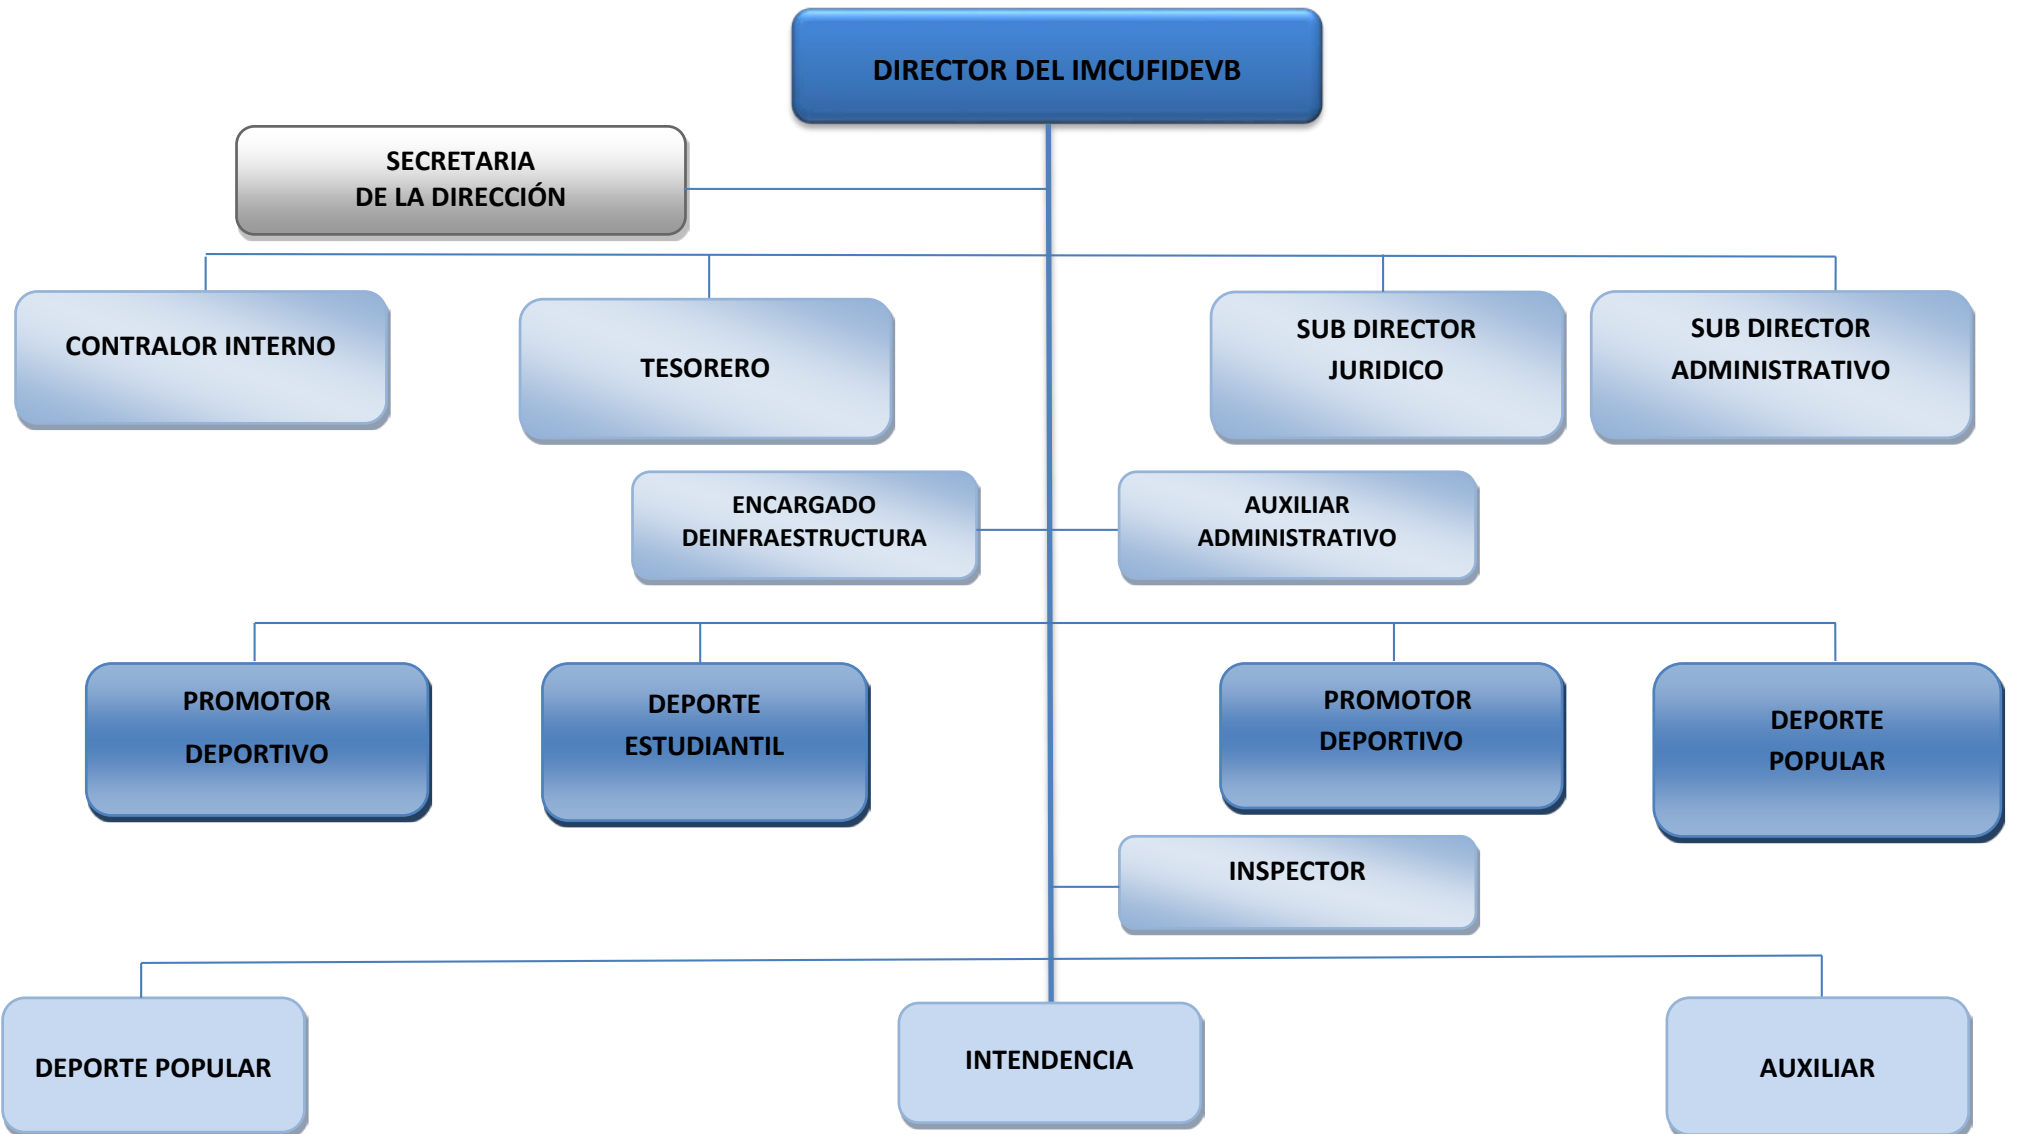 DIRECTOR DEL IMCUFIDEVB
SECRETARIA
DE LA DIRECCIÓN
CONTRALOR INTERNO
TESORERO
SUB DIRECTOR
JURIDICO
SUB DIRECTOR
ADMINISTRATIVO
ENCARGADO
DEINFRAESTRUCTURA
AUXILIAR
ADMINISTRATIVO
PROMOTOR
DEPORTIVO
DEPORTE
ESTUDIANTIL
PROMOTOR
DEPORTIVO
DEPORTE
POPULAR
INSPECTOR
DEPORTE POPULAR
INTENDENCIA
AUXILIAR